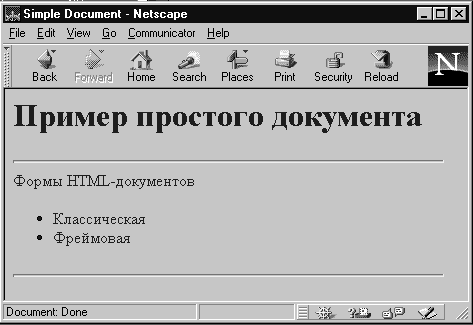 Simple Document - Netscape
File Edit View Go Communicator Help
Back Forward Home Search Places Print Security Reload
N
Пример простого документа
Формы HTML-документов
• Классическая
• Фреймовая
Document: Done